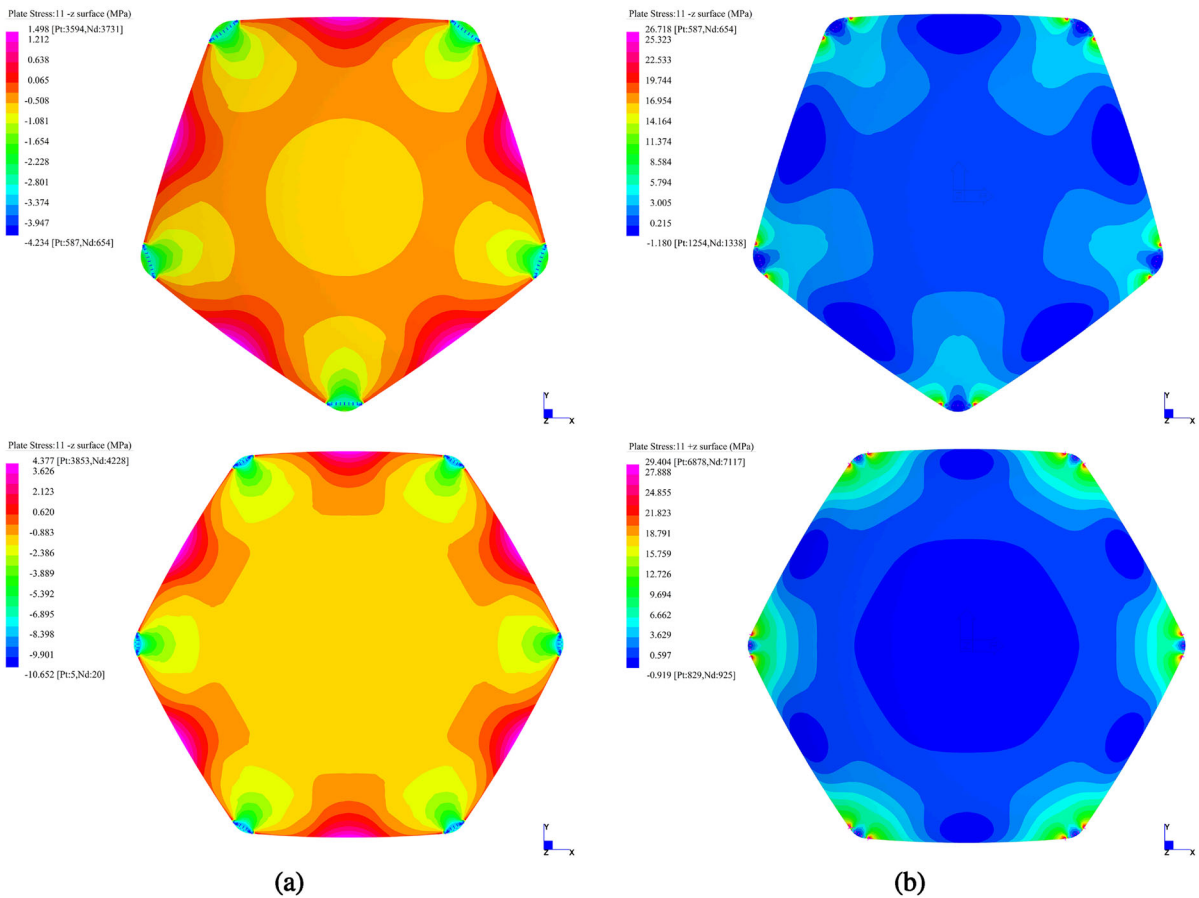 Plate Stress:11 -z surface (MPa)
1.498 [Pt:3594,Nd:3731]
1.212
0.638
0.065
-0.508
-1.081
-1.654
-2.228
-2.801
-3.374
-3.947
-4.234 [Pt:587,Nd:654]
Y
Z X
Plate Stress:11 -z surface (MPa)
26.718 [Pt:587,Nd:654]
25.323
22.533
19.744
16.954
14.164
11.374
8.584
5.794
3.005
0.215
-1.180 [Pt:1254,Nd:1338]
Y
Z X
Plate Stress:11 -z surface (MPa)
4.377 [Pt:3853,Nd:4228]
3.626
2.123
0.620
-0.883
-2.386
-3.889
-5.392
-6.895
-8.398
-9.901
-10.652 [Pt:5,Nd:20]
Y
Z X
Plate Stress:11 +z surface (MPa)
29.404 [Pt:6878,Nd:7117]
27.888
24.855
21.823
18.791
15.759
12.726
9.694
6.662
3.629
0.597
-0.919 [Pt:829,Nd:925]
Y
Z X
(a)
(b)